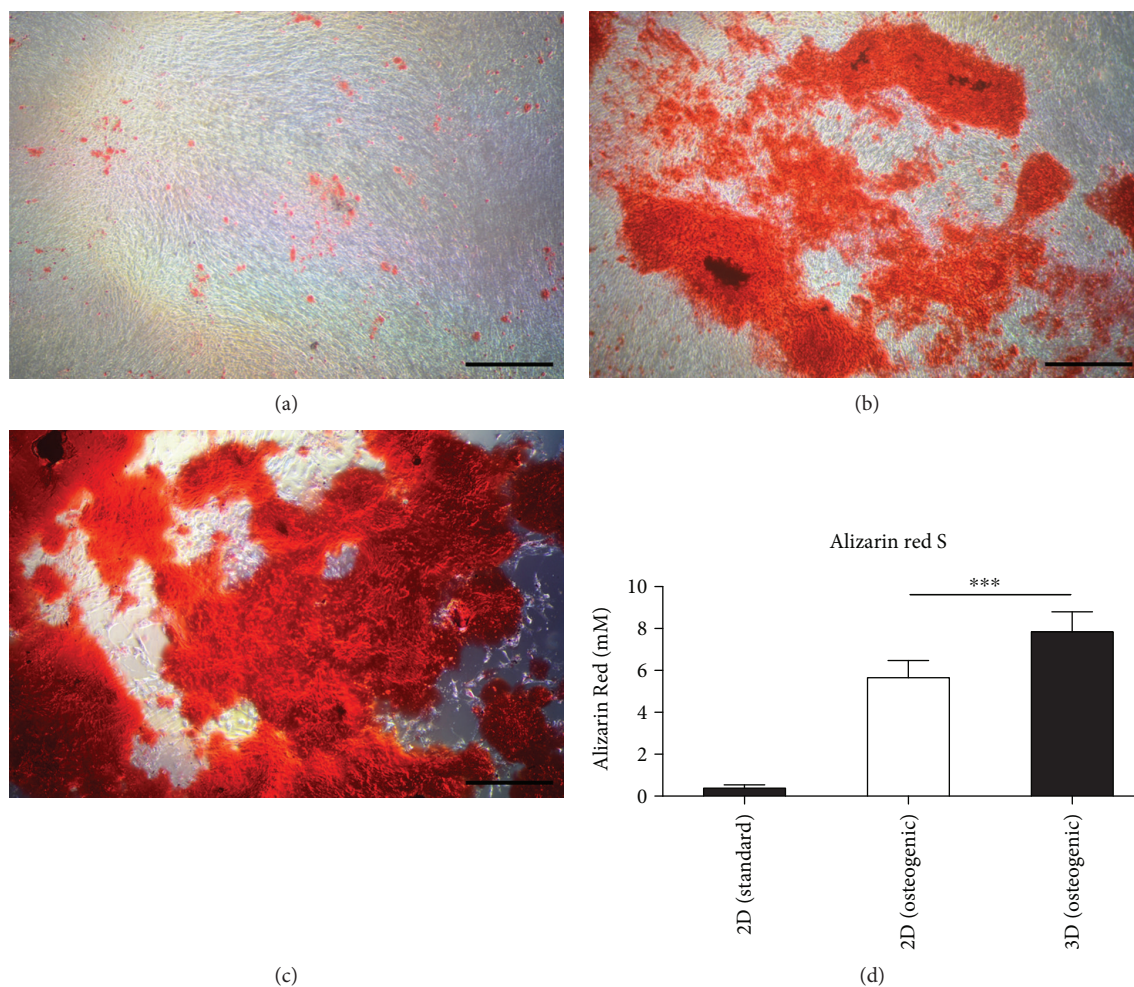 (a)
(b)
(c)
Alizarin red S
***
Alizarin Red (mM)
10
8
6
4
2
0
2D (standard)
2D (osteogenic)
3D (osteogenic)
(d)